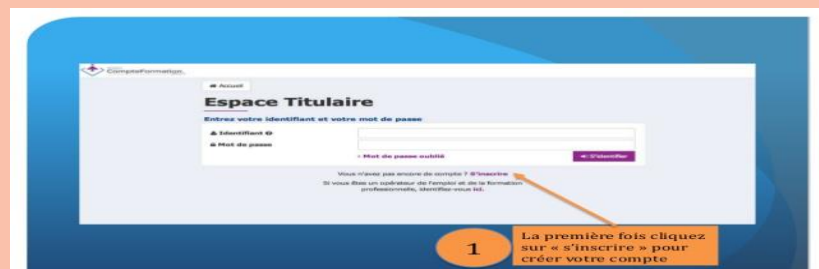 CompteFormation
Accueil
Espace Titulaire
Entrez votre identifiant et votre mot de passe
Identifiant
Mot de passe
› Mot de passe oublié
S'identifier
Vous n'avez pas encore de compte ? S'inscrire
Si vous êtes un opérateur de l'emploi et de la formation
professionnelle, identifiez-vous ici.
1
La première fois cliquez
sur « s'inscrire » pour
créer votre compte